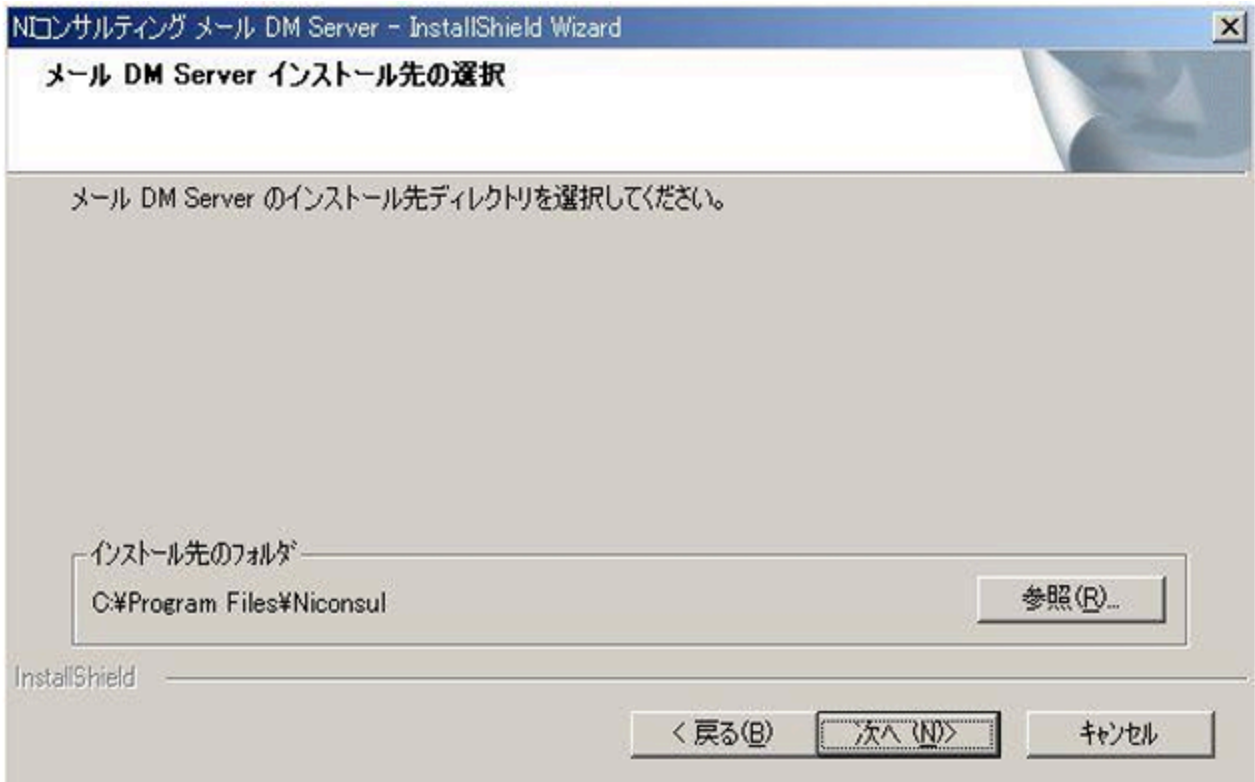 NIコンサルティング メール DM Server - InstallShield Wizard
メール DM Server インストール先の選択
メール DM Server のインストール先ディレクトリを選択してください。
インストール先のフォルダ
C:¥Program Files¥Niconsul
参照(R)...
InstallShield
< 戻る(B)
次へ (N)>
キャンセル